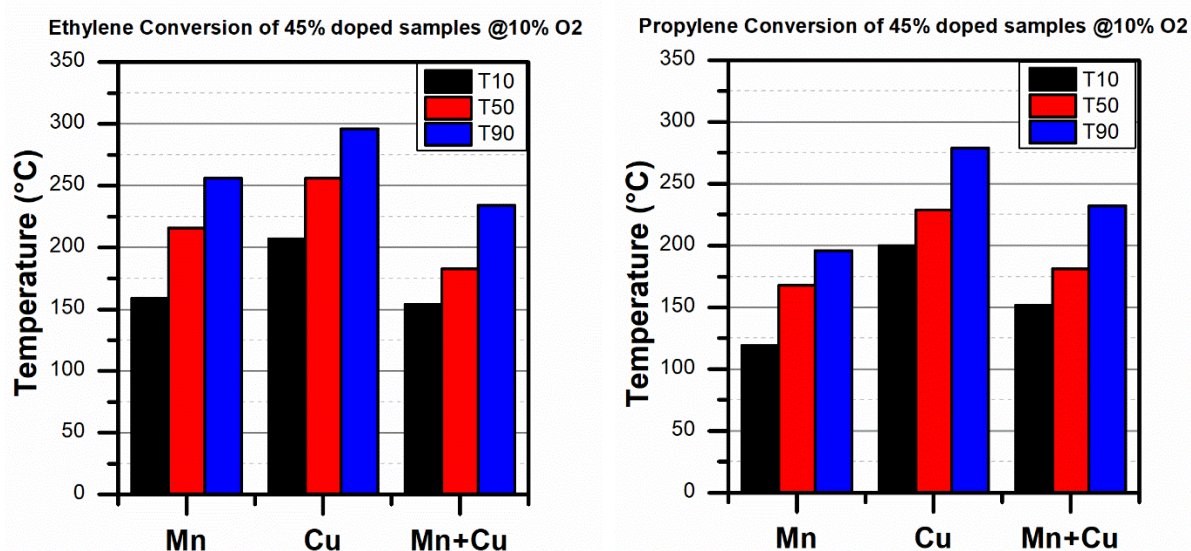 Ethylene Conversion of 45% doped samples @10% O2
350
300
250
200
150
100
50
0
Temperature (°C)
T10
T50
T90
Mn
Cu
Mn+Cu
Propylene Conversion of 45% doped samples @10% O2
350
300
250
200
150
100
50
0
Temperature (°C)
T10
T50
T90
Mn
Cu
Mn+Cu